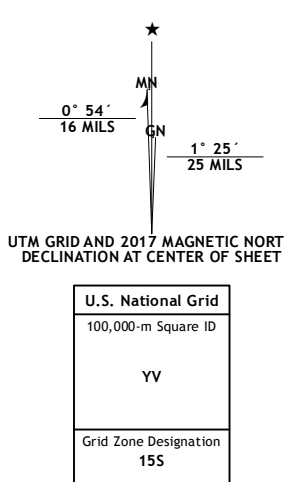 ★
MN
GN
0° 54´
16 MILS
1° 25´
25 MILS
UTM GRID AND 2017 MAGNETIC NORT
DECLINATION AT CENTER OF SHEET
U.S. National Grid
100,000-m Square ID
YV
Grid Zone Designation
15S